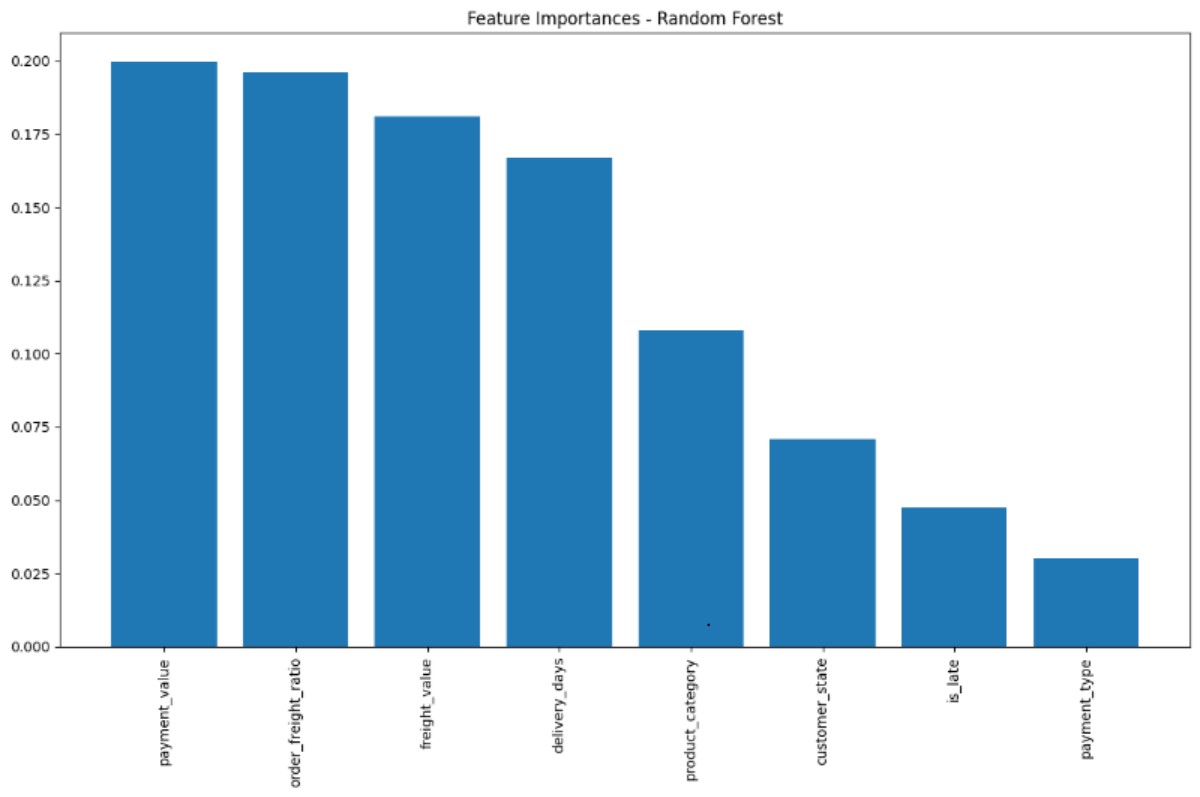 Feature Importances - Random Forest
0.200
0.175
0.150
0.125
0.100
0.075
0.050
0.025
0.000
payment_value
order_freight_ratio
freight_value
delivery_days
product_category
customer_state
is_late
payment_type